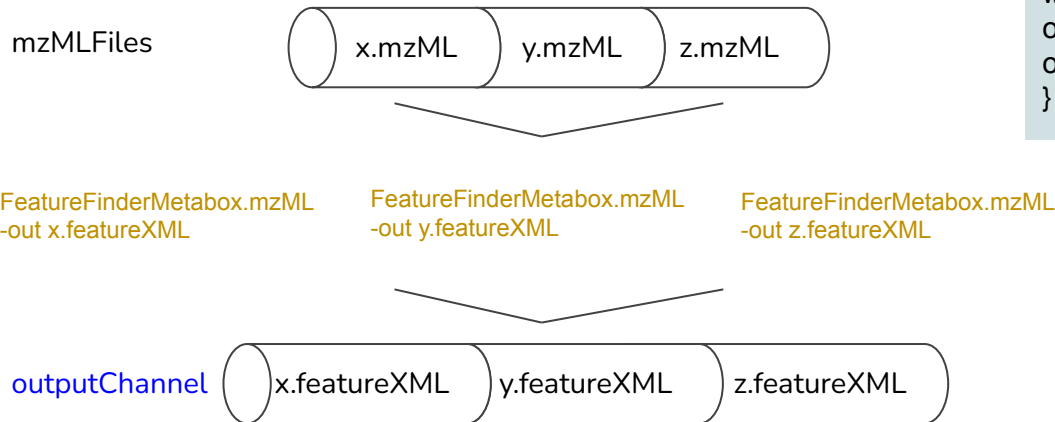 mzMLFiles
x.mzML
y.mzML
z.mzML
}
FeatureFinderMetabox.mzML
-out x.featureXML
FeatureFinderMetabox.mzML
-out y.featureXML
FeatureFinderMetabox.mzML
-out z.featureXML
outputChannel
x.featureXML
y.featureXML
z.featureXML